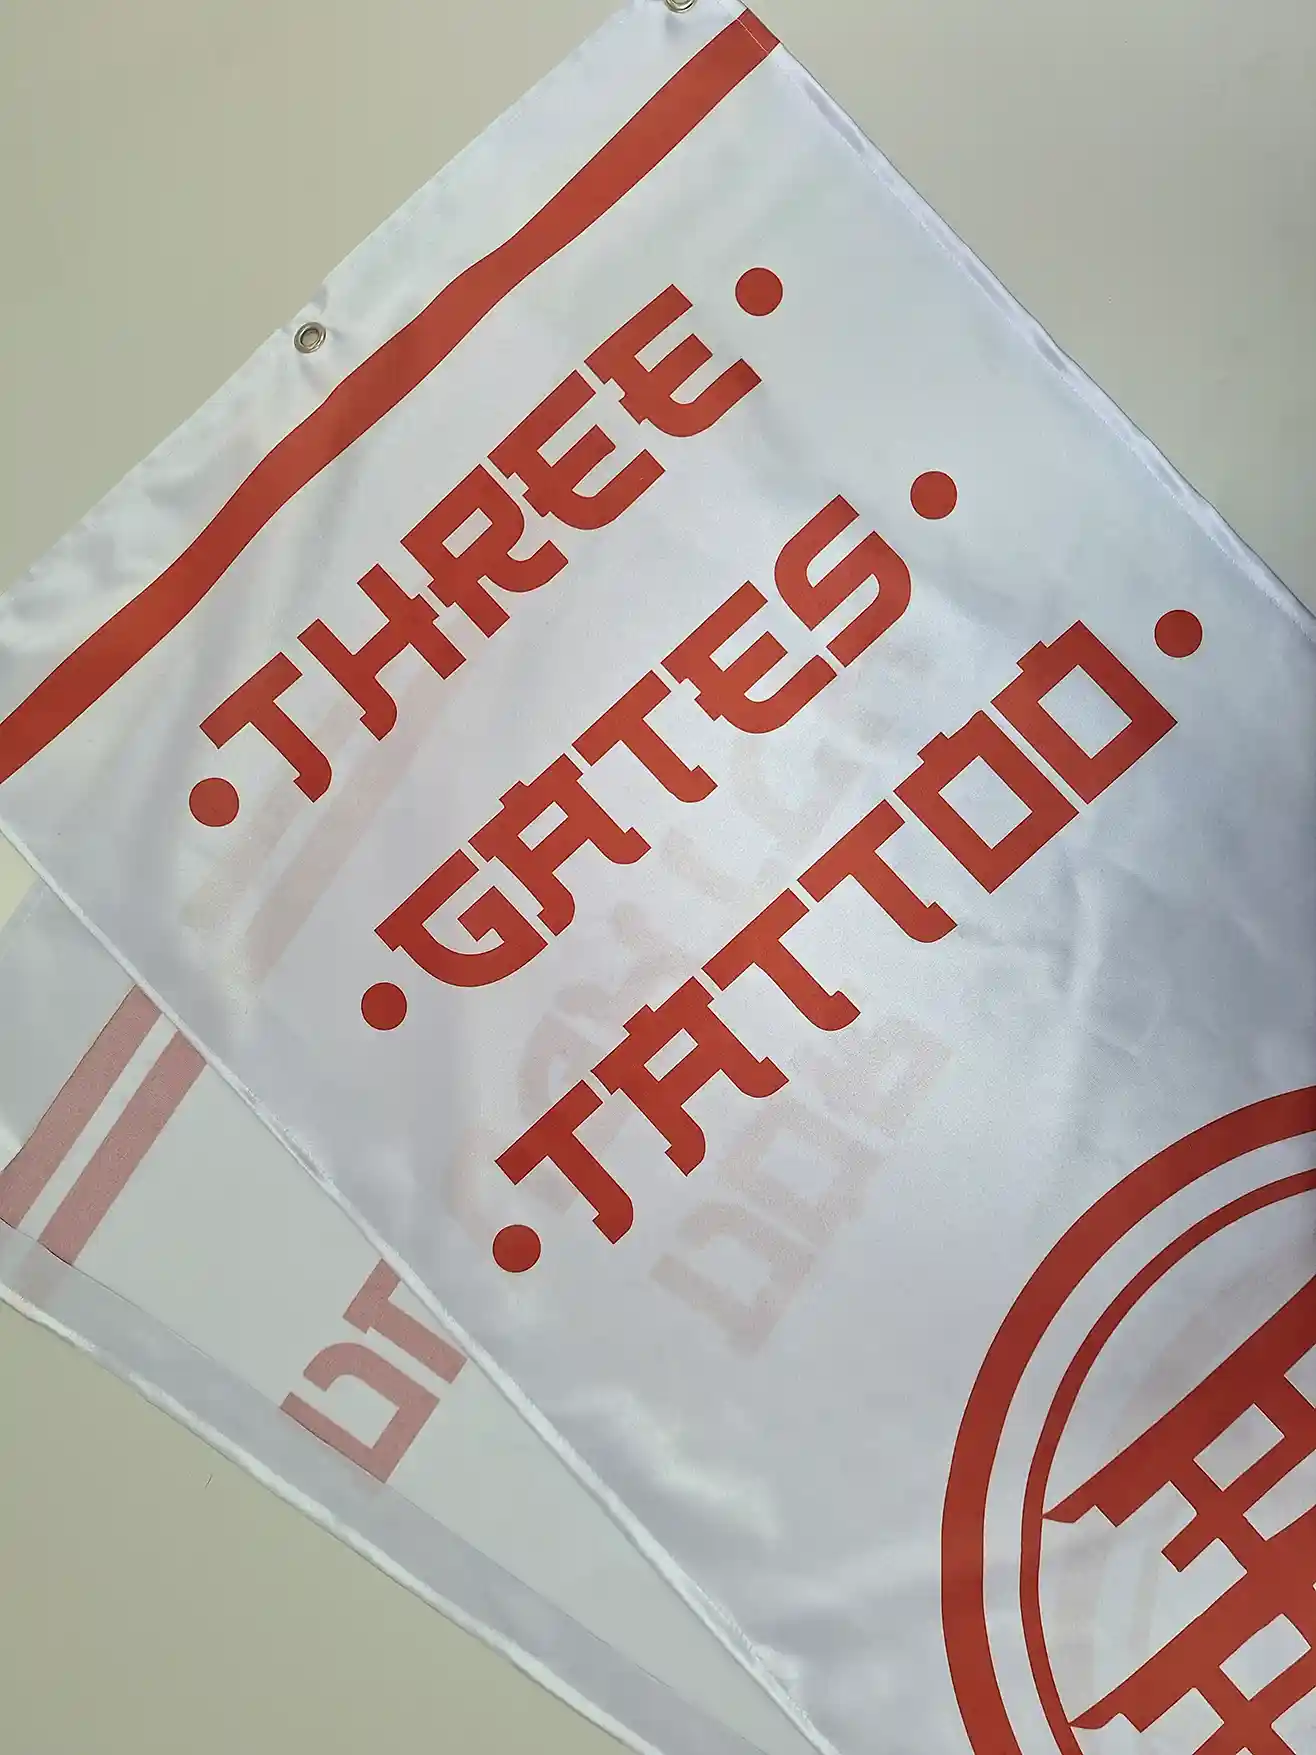 • THREE •
• GATES •
• TATTOO •